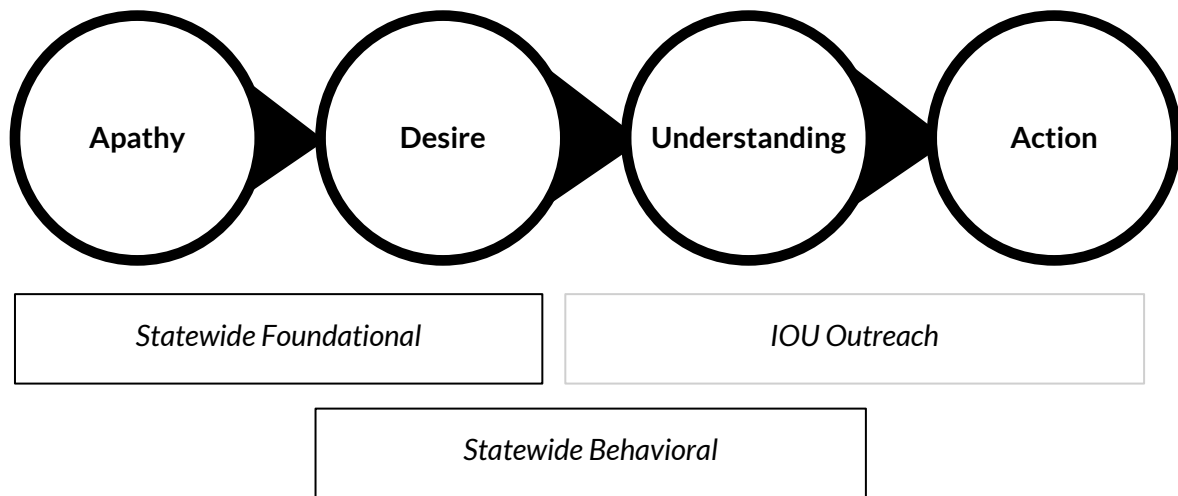 Apathy
Desire
Understanding
Action
Statewide Foundational
IOU Outreach
Statewide Behavioral